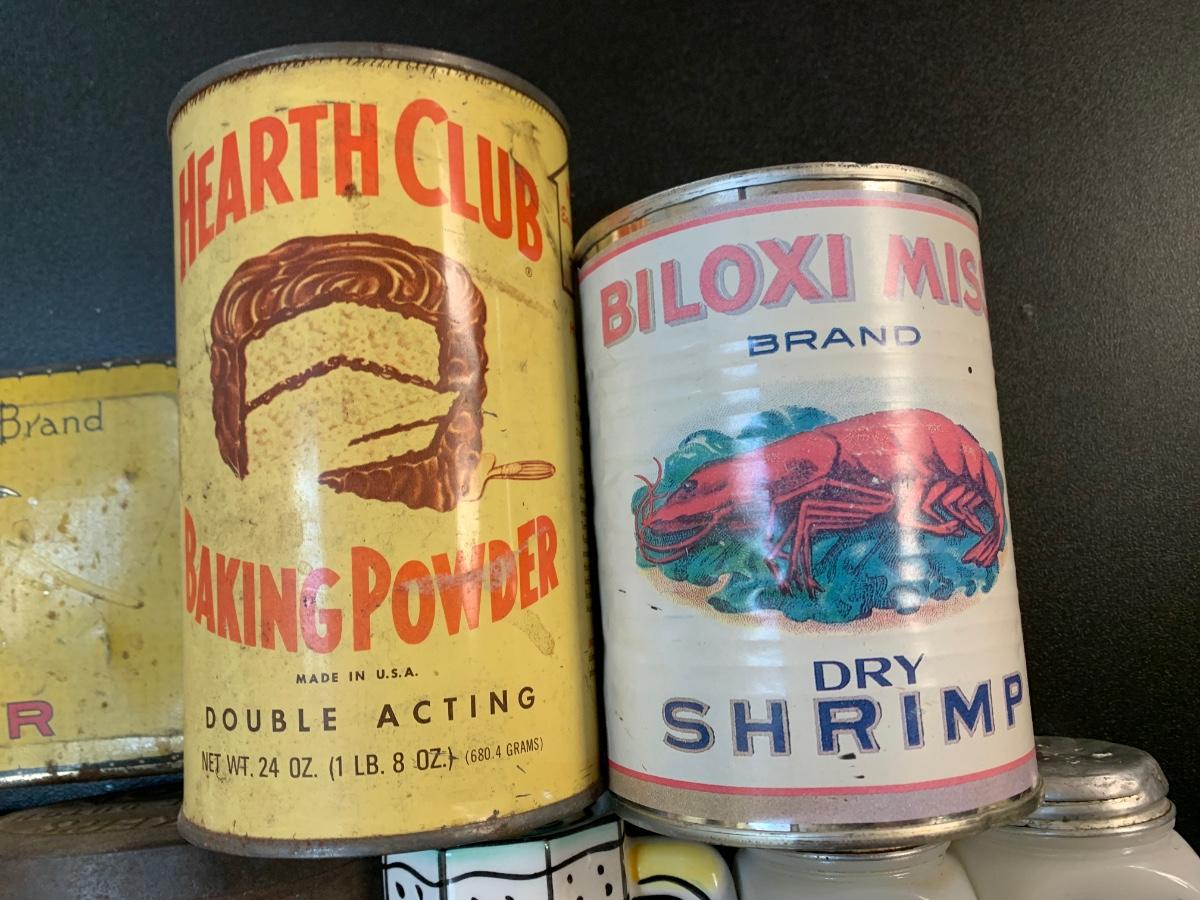 HEARTH CLUB
®
BAKING POWDER
MADE IN U.S.A.
DOUBLE ACTING
NET WT. 24 OZ. (1 LB. 8 OZ.) (680.4 GRAMS)
BILOXI MIS
BRAND
DRY
SHRIMP
Brand
R